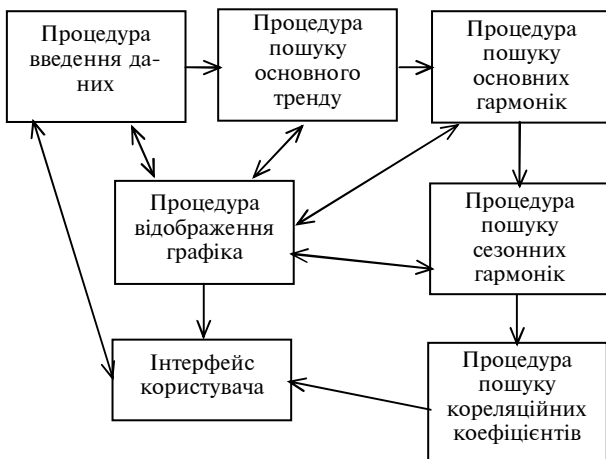 Процедура
введення да-
них
Процедура
пошуку
основного
тренду
Процедура
пошуку
основних
гармонік
Процедура
відображення
графіка
Процедура
пошуку
сезонних
гармонік
Інтерфейс
користувача
Процедура
пошуку
кореляційних
коефіцієнтів